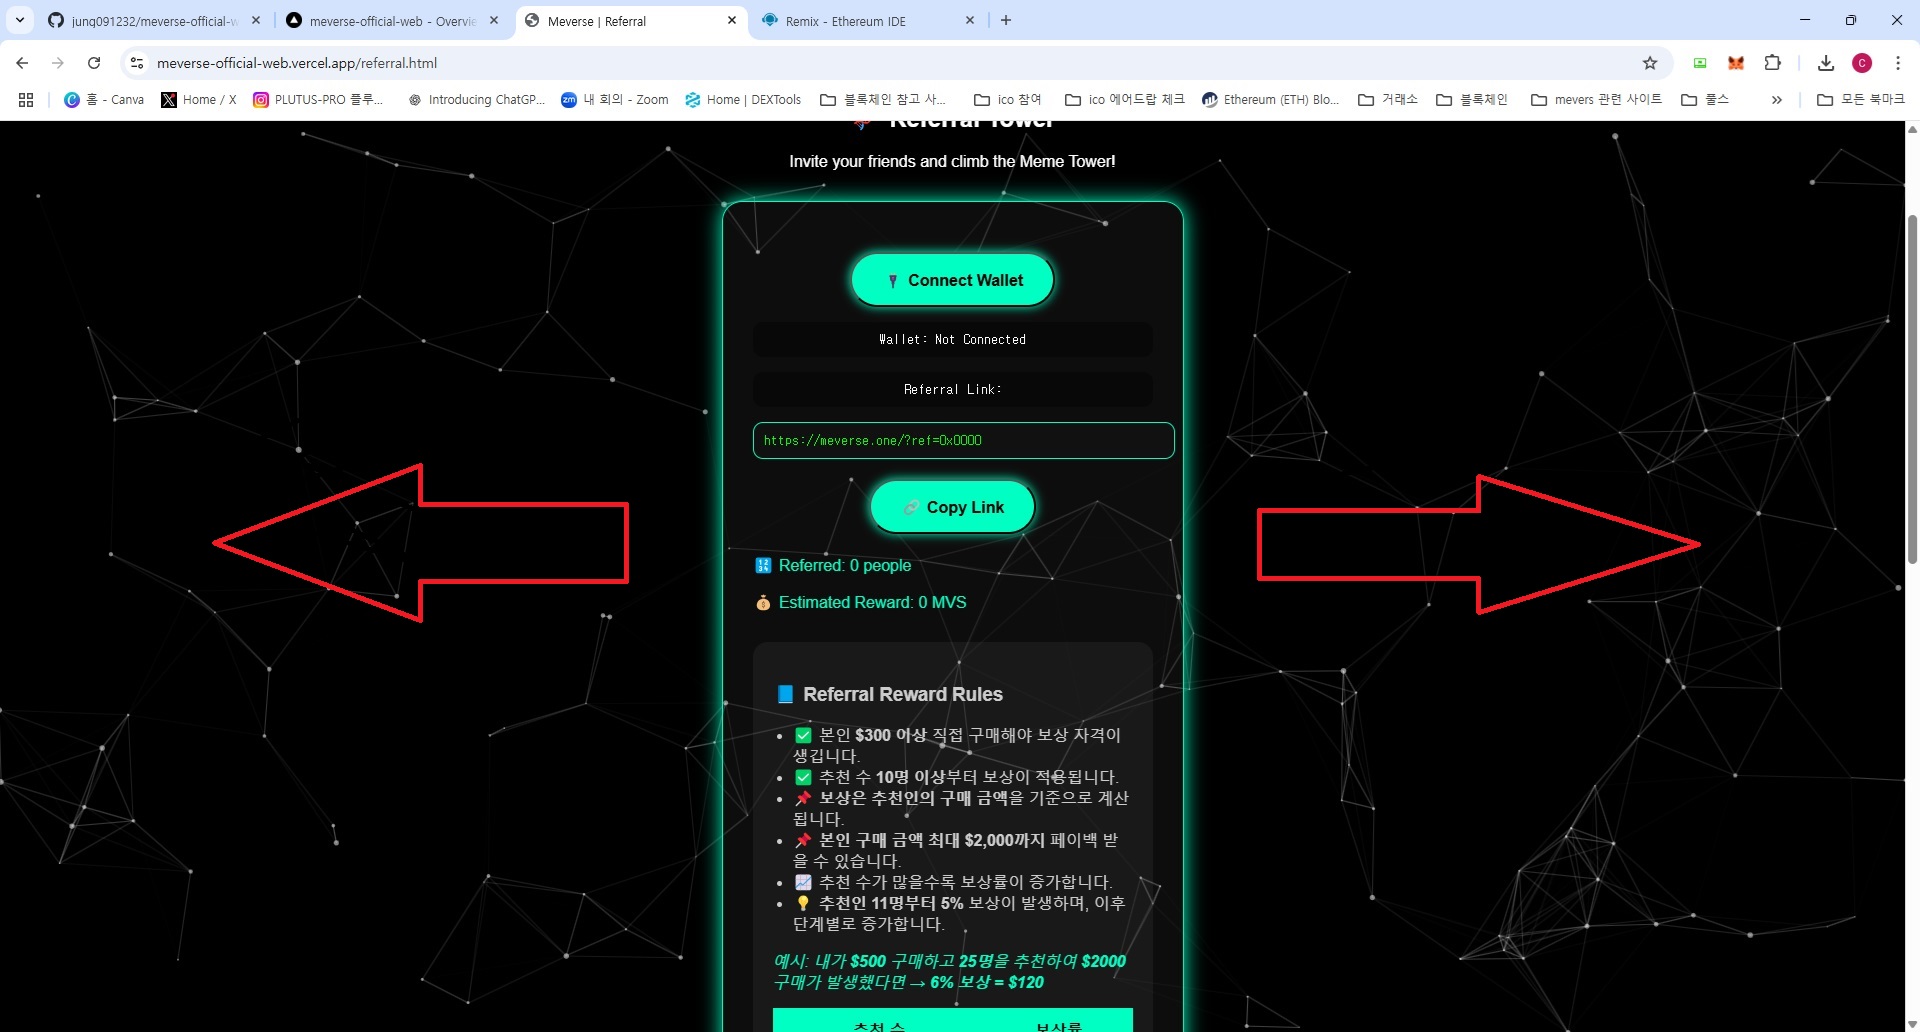 junq091232/meverse-official-w
meverse-official-web - Overvie
Meverse | Referral
Remix - Ethereum IDE
meverse-official-web.vercel.app/referral.html
C
홈 - Canva
Home / X
PLUTUS-PRO 플루...
Introducing ChatGP...
zm 내 회의 - Zoom
Home | DEXTools
블록체인 참고 사...
ico 참여
ico 에어드랍 체크
Ethereum (ETH) Blo...
거래소
블록체인
mevers 관련 사이트
풀스
모든 북마크
Referral Tower
Invite your friends and climb the Meme Tower!
Connect Wallet
Wallet: Not Connected
Referral Link:
https://meverse.one/?ref=0x0000
🔗 Copy Link
🔢 Referred: 0 people
💰 Estimated Reward: 0 MVS
📘 Referral Reward Rules
• ✅ 본인 $300 이상 직접 구매해야 보상 자격이
생깁니다.
• ✅ 추천 수 10명 이상부터 보상이 적용됩니다.
• 📌 보상은 추천인의 구매 금액을 기준으로 계산
됩니다.
• 📌 본인 구매 금액 최대 $2,000까지 페이백 받
을 수 있습니다.
• 📈 추천 수가 많을수록 보상률이 증가합니다.
• 💡 추천인 11명부터 5% 보상이 발생하며, 이후
단계별로 증가합니다.
예시: 내가 $500 구매하고 25명을 추천하여 $2000
구매가 발생했다면 → 6% 보상 = $120
추천 수 보상률